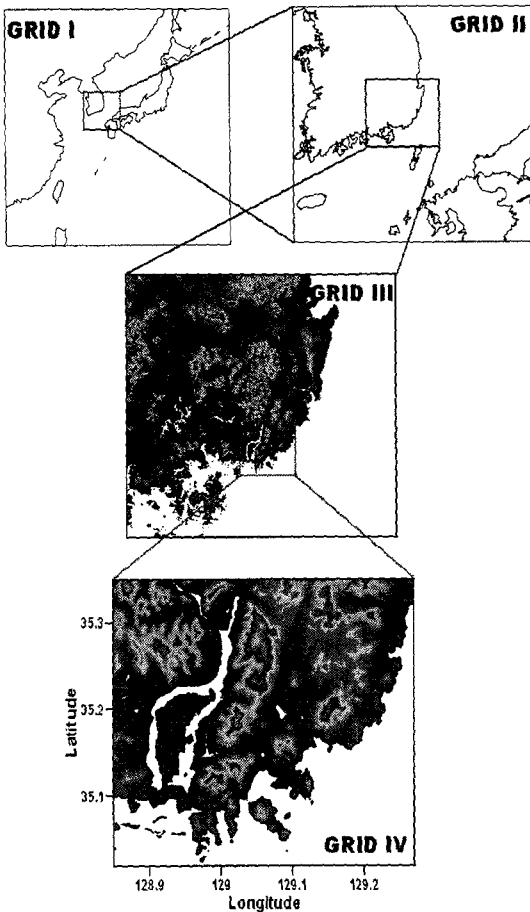 GRID I
GRID II
GRID III
GRID IV
35.3
35.2
35.1
Latitude
128.9
129
129.1
129.2
Longitude